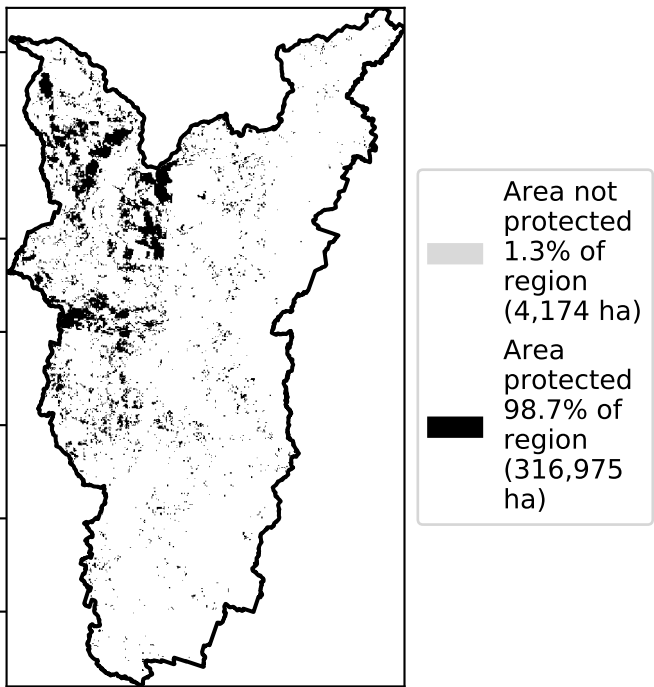 Area not
protected
1.3% of
region
(4,174 ha)
Area
protected
98.7% of
region
(316,975
ha)